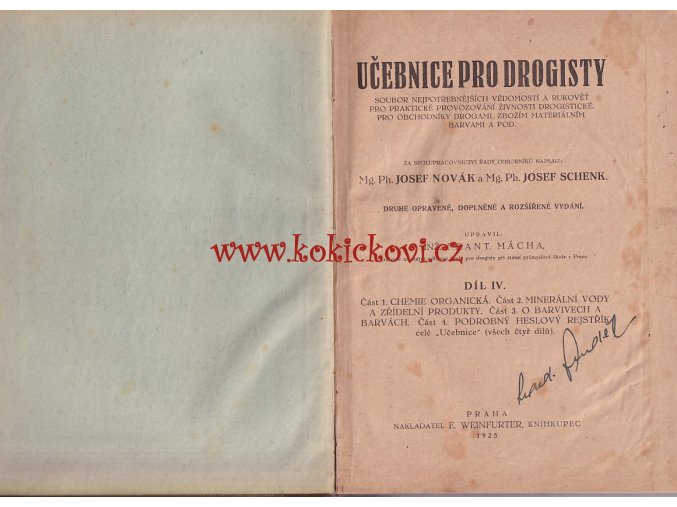 UČEBNICE PRO DROGISTY
SOUBOR NEJPOTŘEBNĚJŠÍCH VĚDOMOSTÍ A RUKOVĚŤ
PRO PRAKTICKÉ PROVOZOVÁNÍ ŽIVNOSTI DROGISTICKÉ,
PRO OBCHODNÍKY DROGAMI, ZBOŽÍM MATERIÁLNÍM,
BARVAMI A POD.
ZA SPOLUPRACOVNICTVÍ ŘADY ODBORNÍKŮ NAPSALI:
Mg. Ph. JOSEF NOVÁK a Mg. Ph. JOSEF SCHENK.
DRUHÉ OPRAVENÉ, DOPLNĚNÉ A ROZŠÍŘENÉ VYDÁNÍ.
UPRAVIL
www.kokickovi.cz
ANT. MÁCHA,
pro drogisty při státní průmyslové škole v Praze.
DÍL IV.
Část 1. CHEMIE ORGANICKÁ. Část 2. MINERÁLNÍ VODY
A ZŘÍDELNÍ PRODUKTY. Část 3. O BARVIVECH A
BARVÁCH. Část 4. PODROBNÝ HESLOVÝ REJSTŘÍK
celé „Učebnice“ (všech čtyř dílů).
PRAHA
NAKLADATEL E. WEINFURTER, KNIHKUPEC
1925